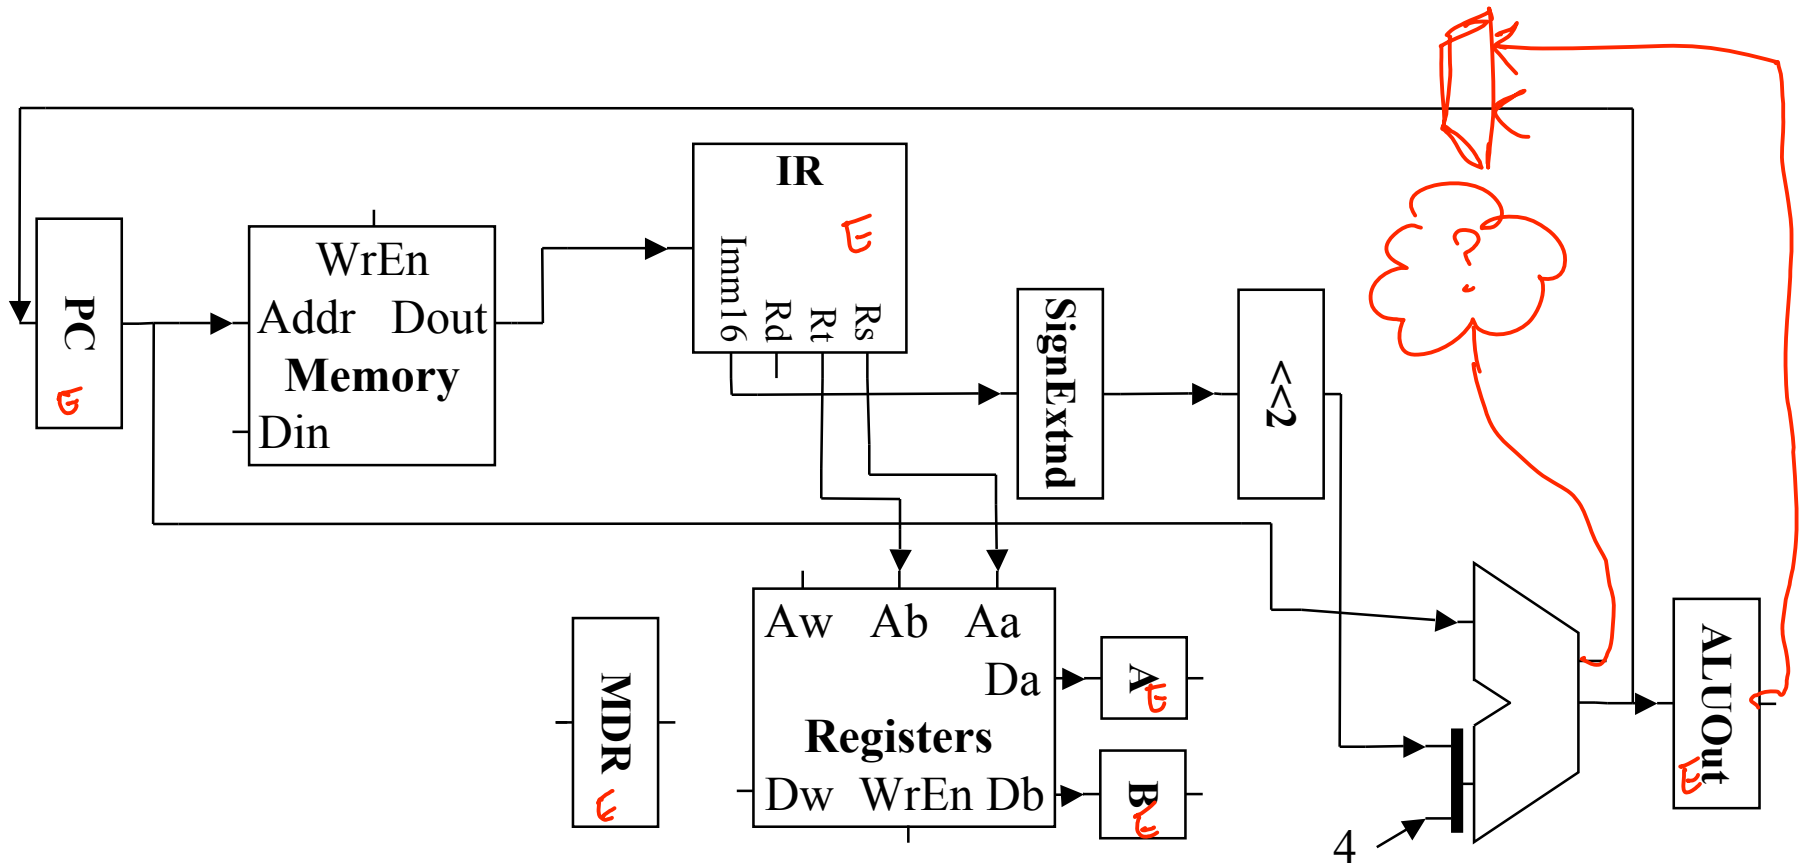 IR
E
Imm16
Rd
Rt
Rs
PC
E
WrEn
Addr Dout
Memory
Din
SignExtnd
<<2
?
Aw Ab Aa
Da
Registers
Dw WrEn Db
MDR
E
A
E
B
E
ALUOut
E
4